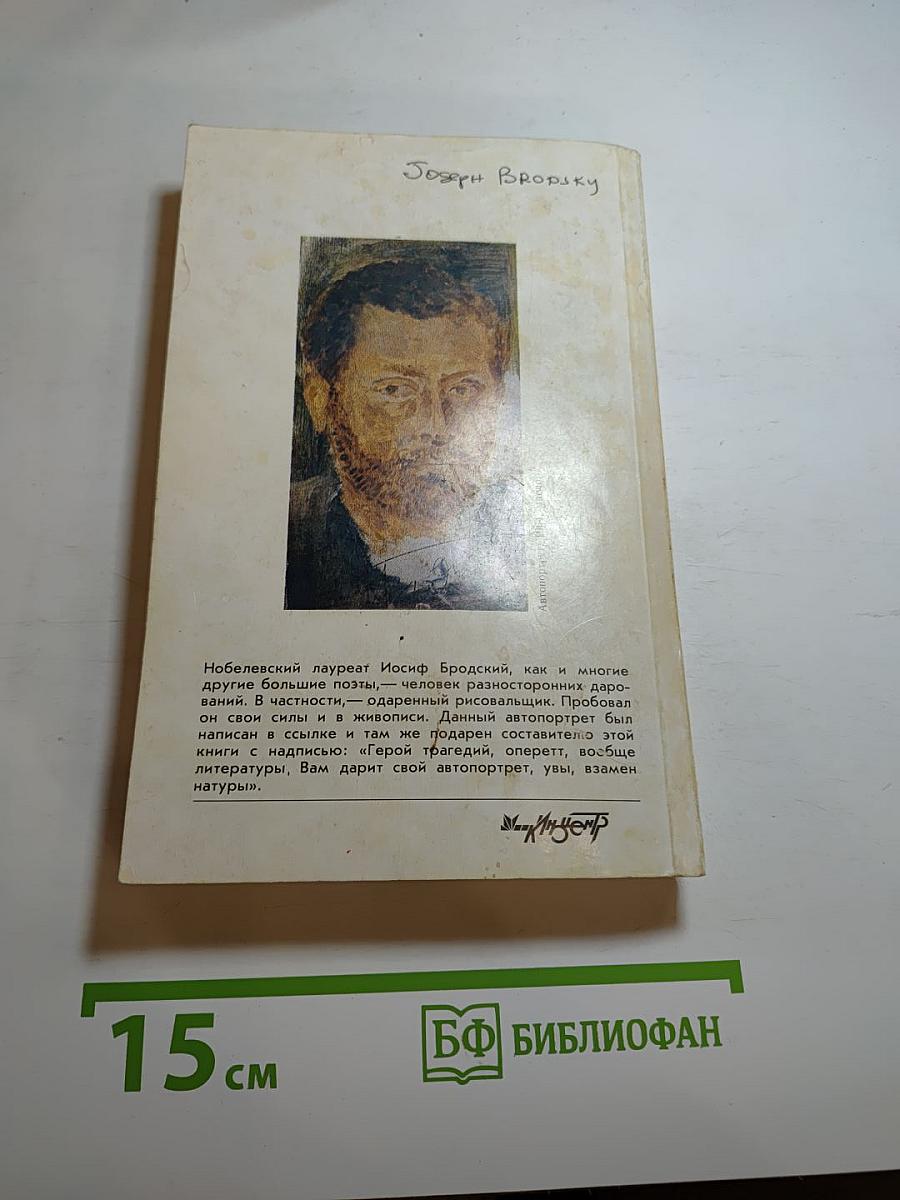 Joseph Brodsky
Автопортрет
Нобелевский лауреат Иосиф Бродский, как и многие
другие большие поэты,— человек разносторонних даро-
ваний. В частности,— одаренный рисовальщик. Пробовал
он свои силы и в живописи. Данный автопортрет был
написан в ссылке и там же подарен составителю этой
книги с надписью: «Герой трагедий, оперетт, вообще
литературы, Вам дарит свой автопортрет, увы, взамен
натуры».
КИНОЦЕНТР
15 см
БФ БИБЛИОФАН